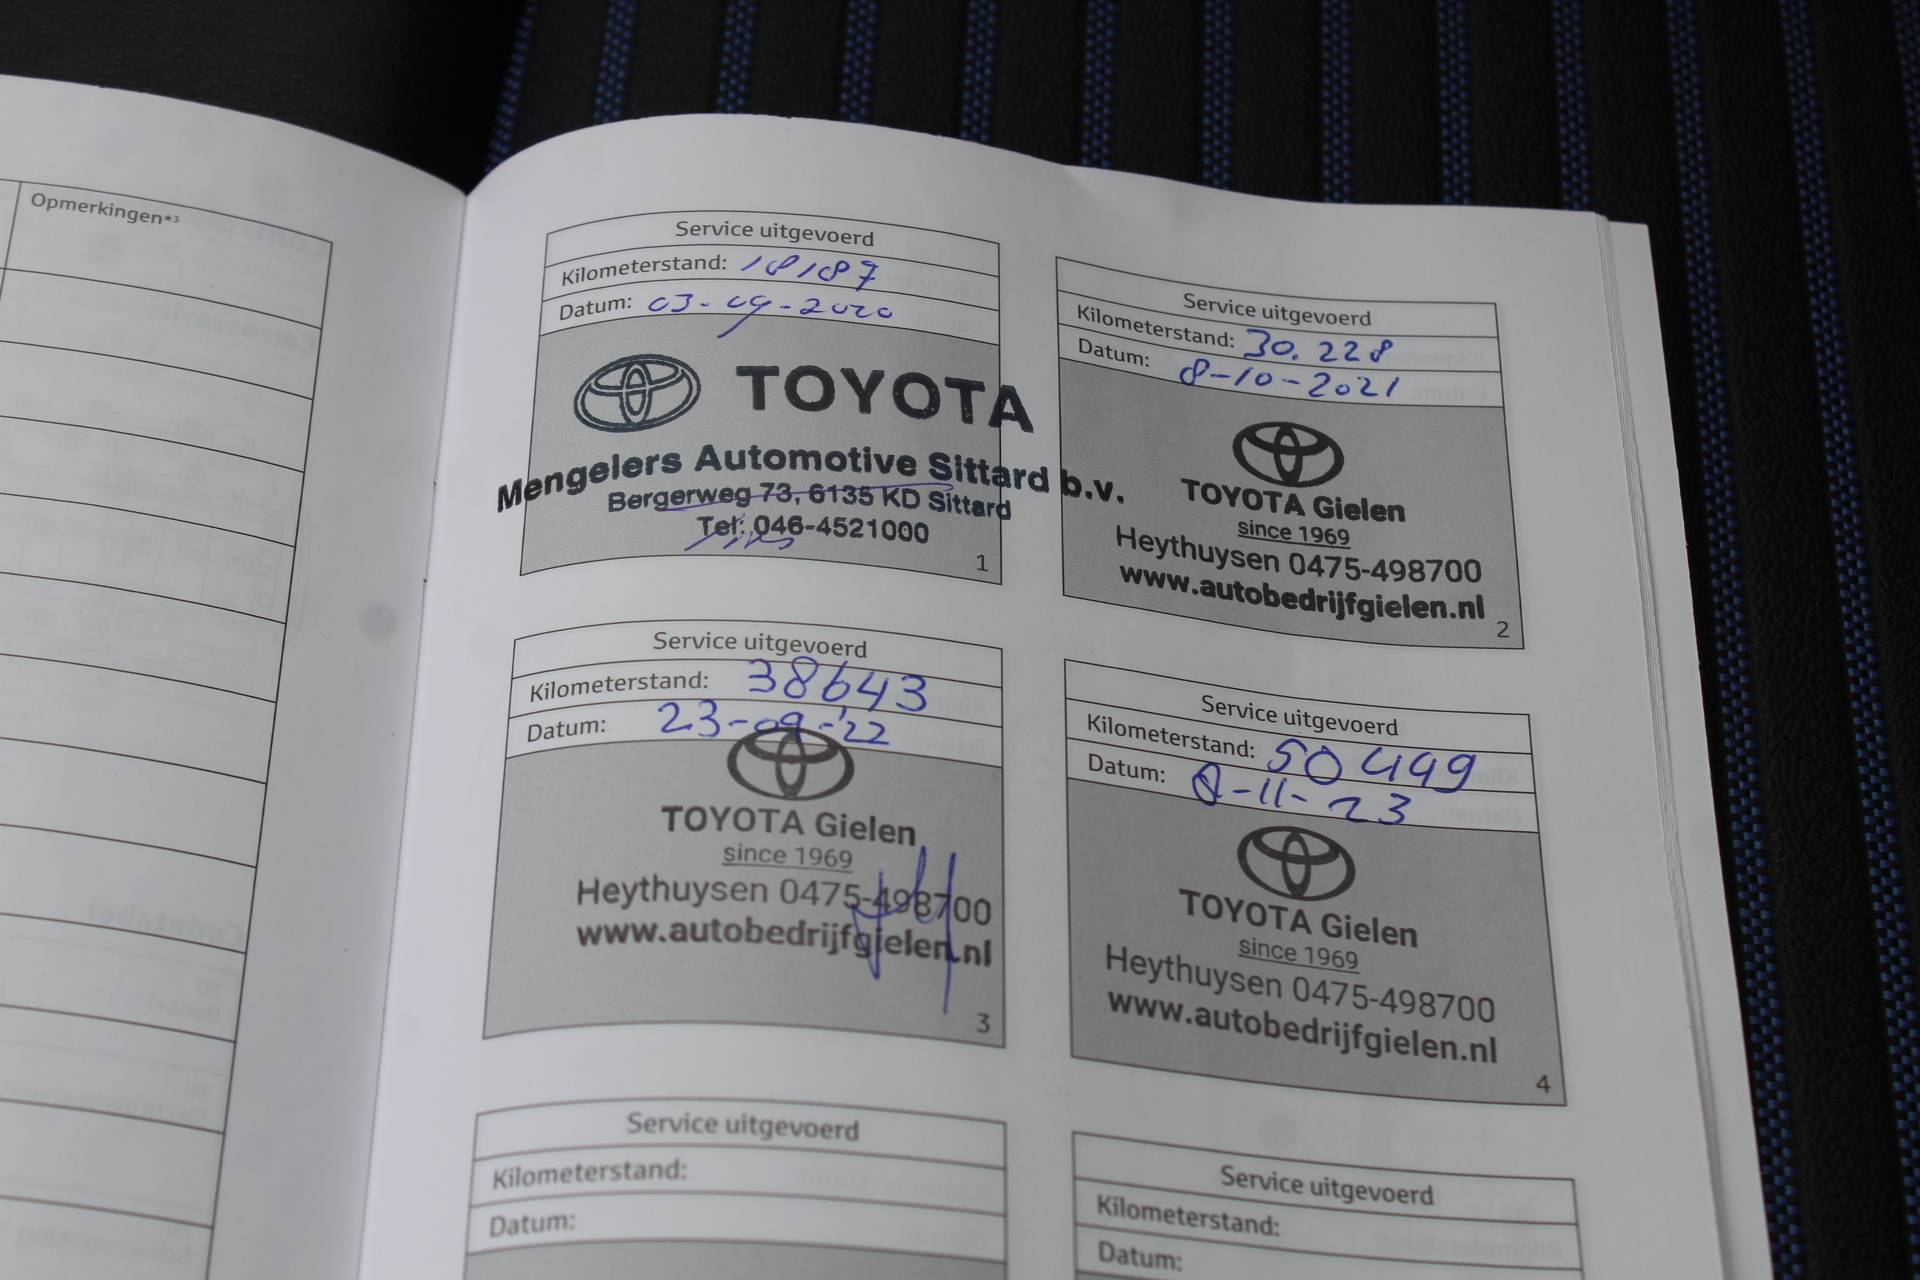 Opmerkingen*³
Service uitgevoerd
Kilometerstand: 18187
Datum: 03-09-2020
TOYOTA
Mengelers Automotive Sittard b.v.
Bergerweg 73, 6135 KD Sittard
Tel: 046-4521000
1
Service uitgevoerd
Kilometerstand: 30.228
Datum: 8-10-2021
TOYOTA Gielen
since 1969
Heythuysen 0475-498700
www.autobedrijfgielen.nl
2
Service uitgevoerd
Kilometerstand: 38643
Datum: 23-09-'22
TOYOTA Gielen
since 1969
Heythuysen 0475-498700
www.autobedrijfgielen.nl
3
Service uitgevoerd
Kilometerstand: 50499
Datum: 8-11-23
TOYOTA Gielen
since 1969
Heythuysen 0475-498700
www.autobedrijfgielen.nl
4
Service uitgevoerd
Kilometerstand:
Datum:
Service uitgevoerd
Kilometerstand:
Datum: